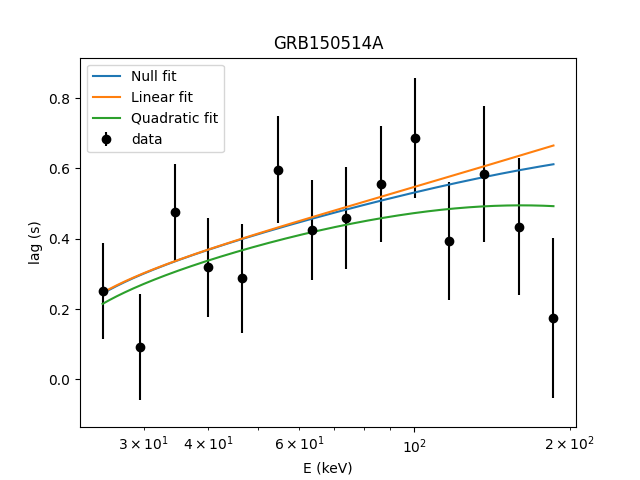 GRB150514A
Null fit
Linear fit
Quadratic fit
data
lag (s)
0.8
0.6
0.4
0.2
0.0
3 × 10¹
4 × 10¹
6 × 10¹
10²
2 × 10²
E (keV)